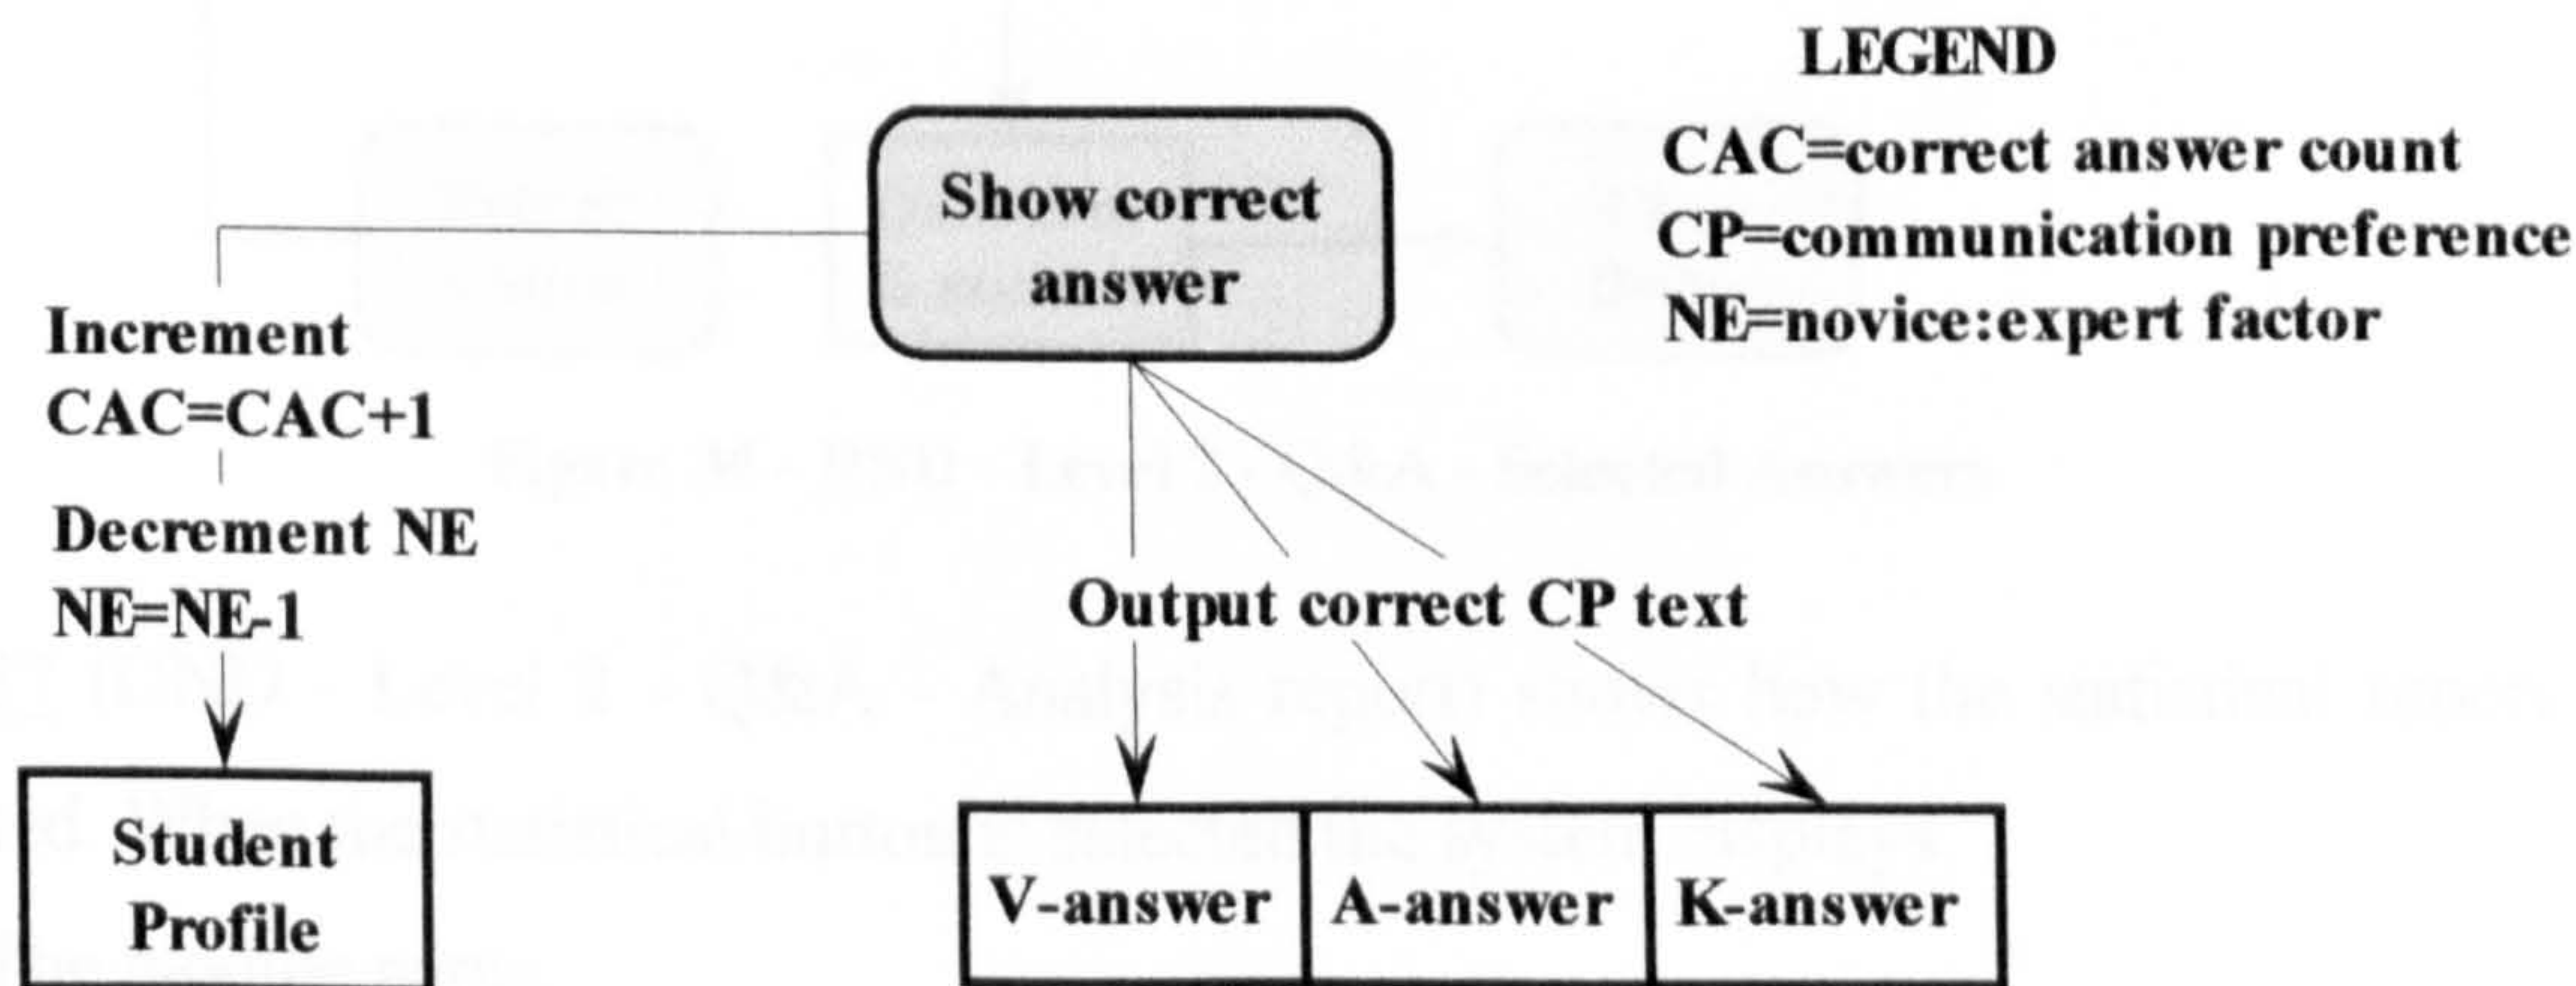 LEGEND
CAC=correct answer count
CP=communication preference
NE=novice:expert factor
Show correct
answer
Increment
CAC=CAC+1
Decrement NE
NE=NE-1
Output correct CP text
Student
Profile
V-answer
A-answer
K-answer